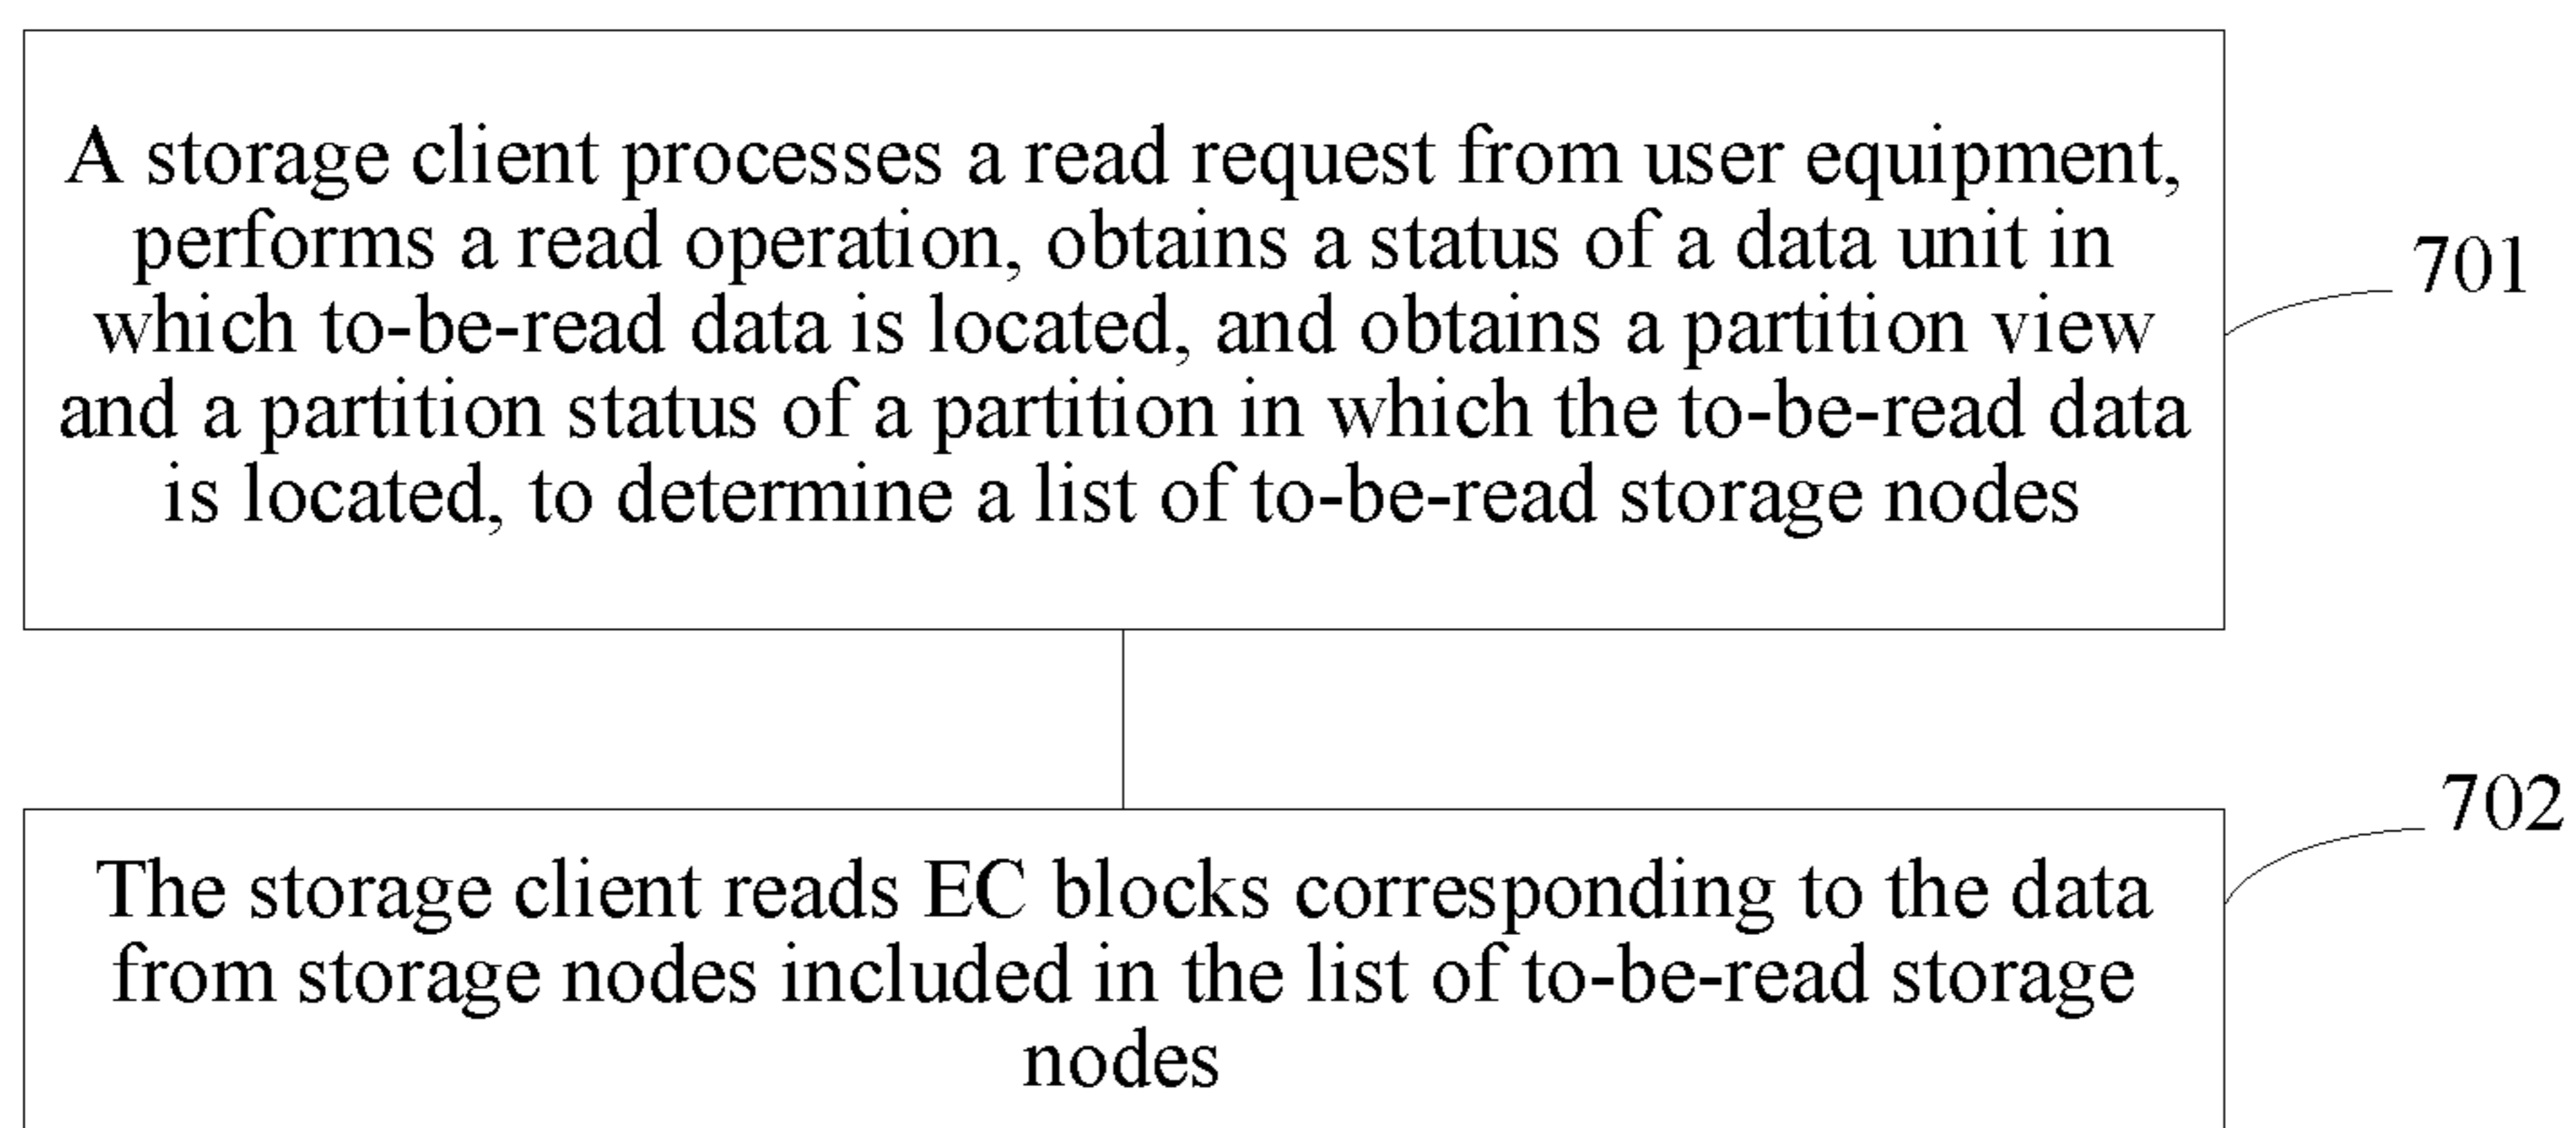 A storage client processes a read request from user equipment,
performs a read operation, obtains a status of a data unit in
which to-be-read data is located, and obtains a partition view
and a partition status of a partition in which the to-be-read data
is located, to determine a list of to-be-read storage nodes
701
702
The storage client reads EC blocks corresponding to the data
from storage nodes included in the list of to-be-read storage
nodes